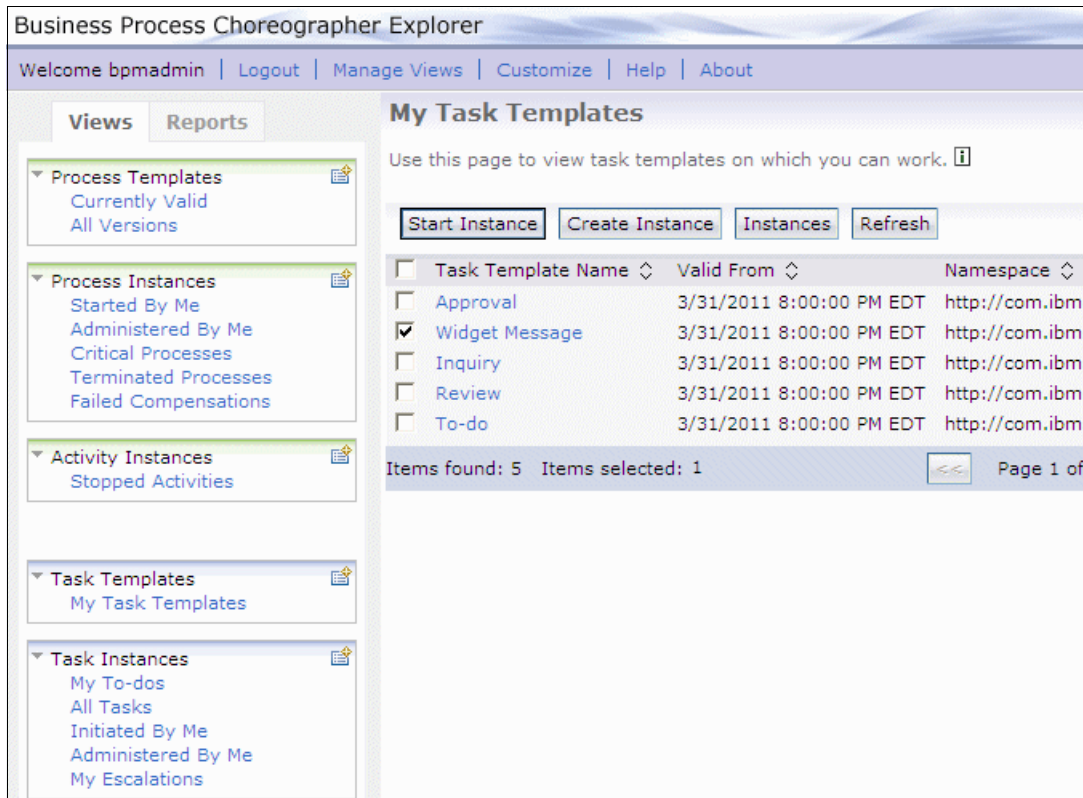 Business Process Choreographer Explorer
Welcome bpmadmin | Logout | Manage Views | Customize | Help | About
Views Reports
Process Templates
Currently Valid
All Versions
Process Instances
Started By Me
Administered By Me
Critical Processes
Terminated Processes
Failed Compensations
Activity Instances
Stopped Activities
Task Templates
My Task Templates
Task Instances
My To-dos
All Tasks
Initiated By Me
Administered By Me
My Escalations
My Task Templates
Use this page to view task templates on which you can work. i
Start Instance Create Instance Instances Refresh
Task Template Name Valid From Namespace
Approval 3/31/2011 8:00:00 PM EDT http://com.ibm
Widget Message 3/31/2011 8:00:00 PM EDT http://com.ibm
Inquiry 3/31/2011 8:00:00 PM EDT http://com.ibm
Review 3/31/2011 8:00:00 PM EDT http://com.ibm
To-do 3/31/2011 8:00:00 PM EDT http://com.ibm
Items found: 5 Items selected: 1 << Page 1 of